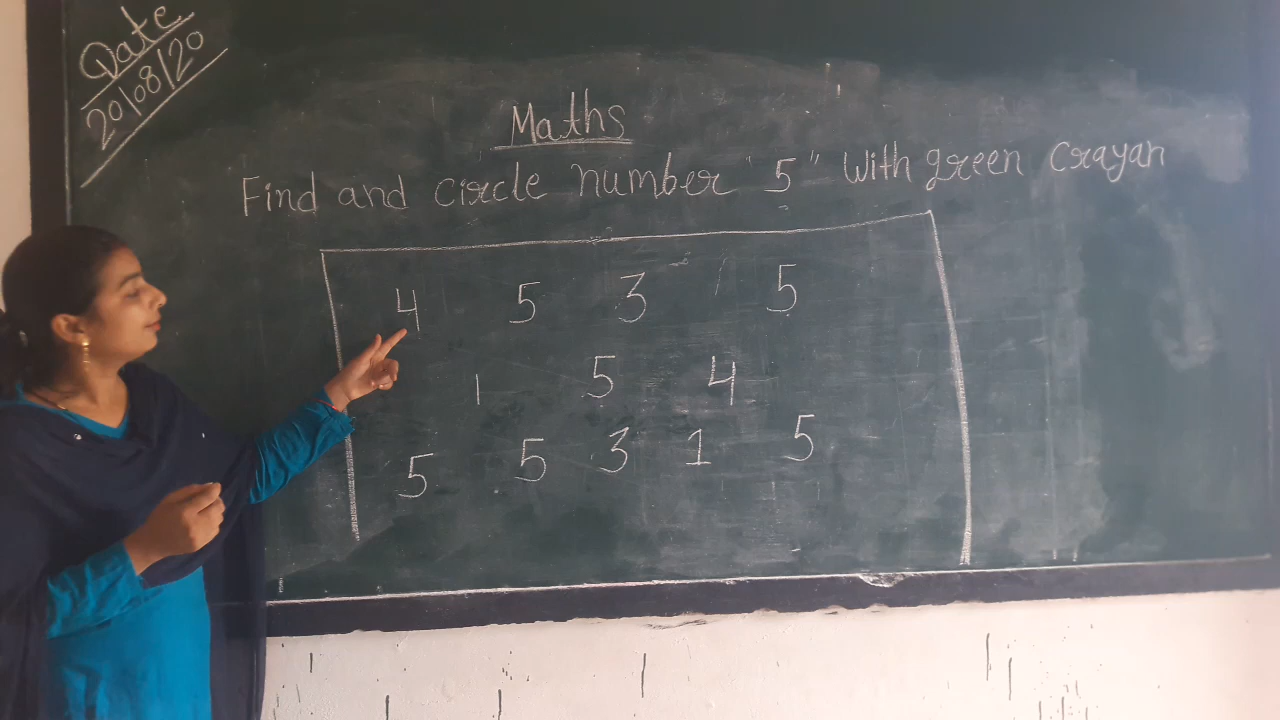 Date
20/08/20
Maths
Find and circle number "5" With green Crayan
4 5 3 5
1 5 4
5 5 3 1 5